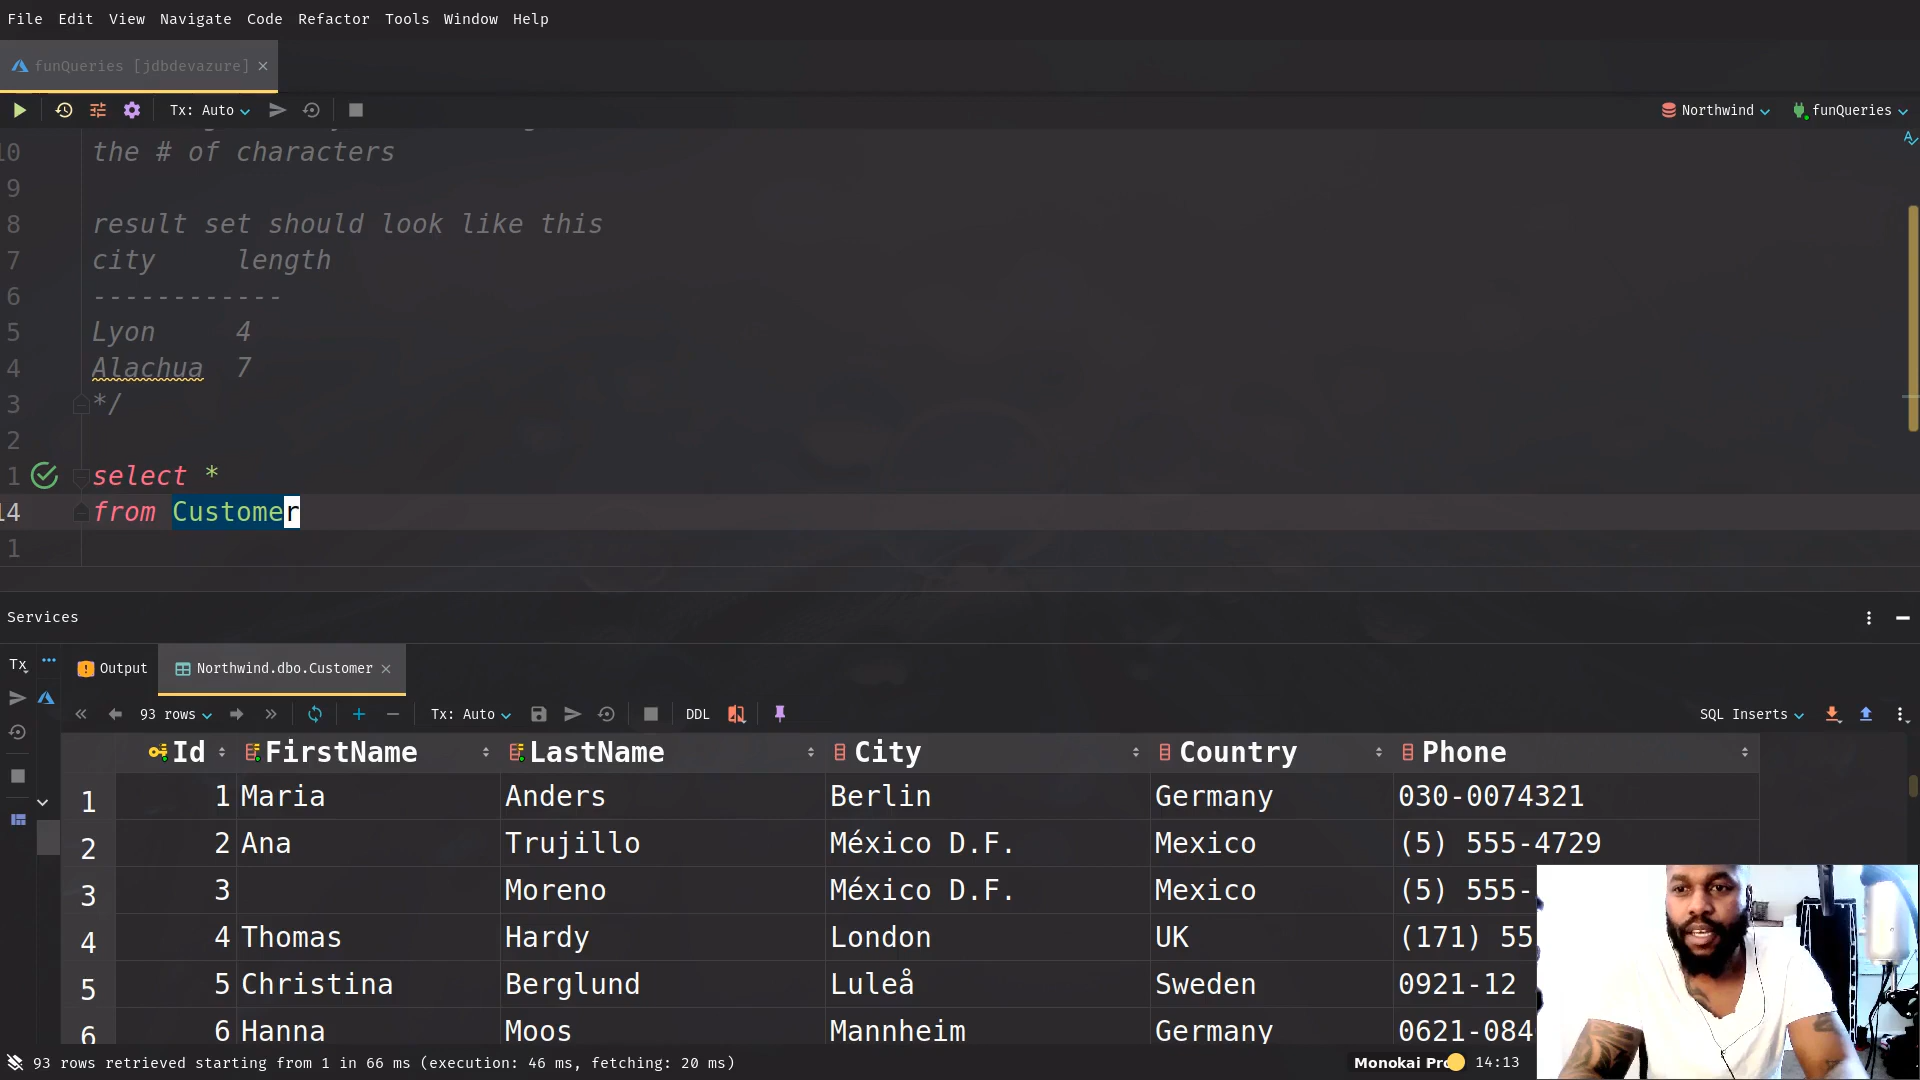 File Edit View Navigate Code Refactor Tools Window Help
funQueries [jdbdevazure]
Tx: Auto
Northwind funQueries
10 the # of characters
9
8 result set should look like this
7 city length
6 ------------
5 Lyon 4
4 Alachua 7
3 */
2
1 select *
14 from Customer
1
Services
Tx Output Northwind.dbo.Customer
93 rows Tx: Auto DDL SQL Inserts
Id FirstName LastName City Country Phone
1 1 Maria Anders Berlin Germany 030-0074321
2 2 Ana Trujillo México D.F. Mexico (5) 555-4729
3 3 Moreno México D.F. Mexico (5) 555-
4 4 Thomas Hardy London UK (171) 55
5 5 Christina Berglund Luleå Sweden 0921-12
6 6 Hanna Moos Mannheim Germany 0621-084
93 rows retrieved starting from 1 in 66 ms (execution: 46 ms, fetching: 20 ms)
Monokai Pro 14:13